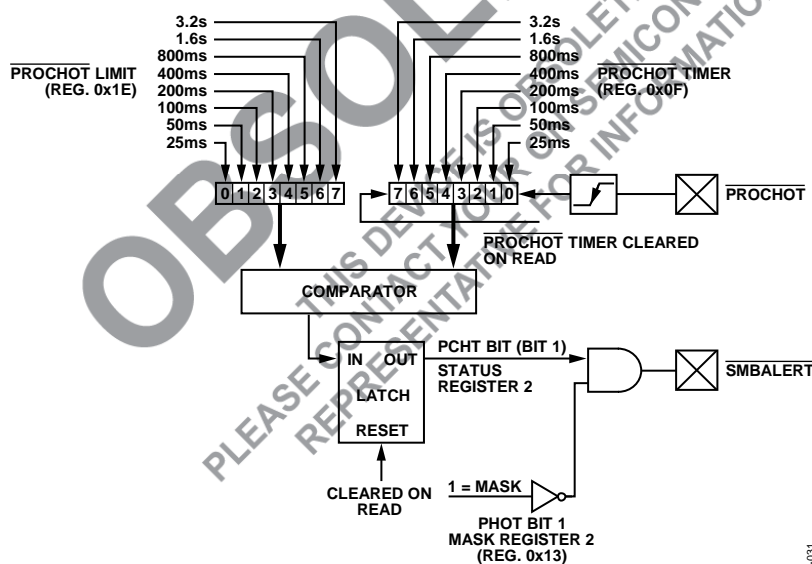 3.2s
1.6s
800ms
400ms
200ms
100ms
50ms
25ms
PROCHOT LIMIT
(REG. 0x1E)
3.2s
1.6s
800ms
400ms
200ms
100ms
50ms
25ms
PROCHOT TIMER
(REG. 0x0F)
0 1 2 3 4 5 6 7
7 6 5 4 3 2 1 0
PROCHOT
PROCHOT TIMER CLEARED
ON READ
COMPARATOR
IN OUT
LATCH
RESET
PCHT BIT (BIT 1)
STATUS
REGISTER 2
SMBALERT
CLEARED ON
READ
1 = MASK
PHOT BIT 1
MASK REGISTER 2
(REG. 0x13)
THIS DEVICE IS OBSOLETE
PLEASE CONTACT YOUR ON SEMICON
REPRESENTATIVE FOR INFORMATIO
OBSOL
-031